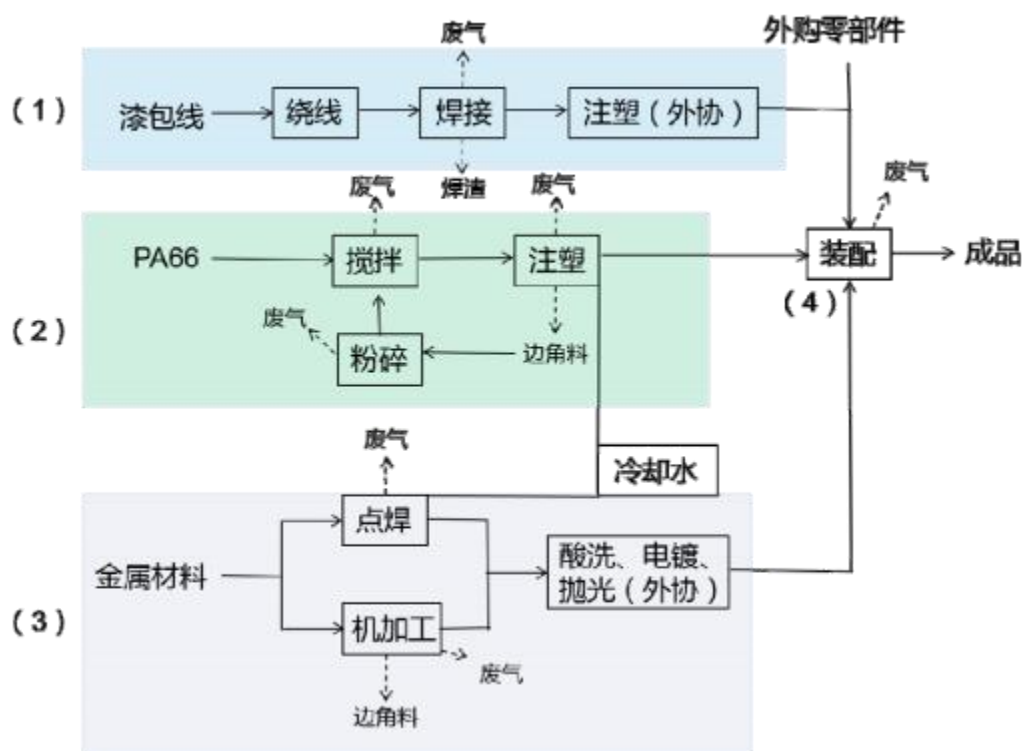 废气
外购零部件
（1）
漆包线
绕线
焊接
注塑（外协）
焊渣
废气
废气
废气
PA66
搅拌
注塑
装配
成品
（4）
（2）
废气
粉碎
边角料
废气
冷却水
点焊
金属材料
酸洗、电镀、
抛光（外协）
（3）
机加工
废气
边角料